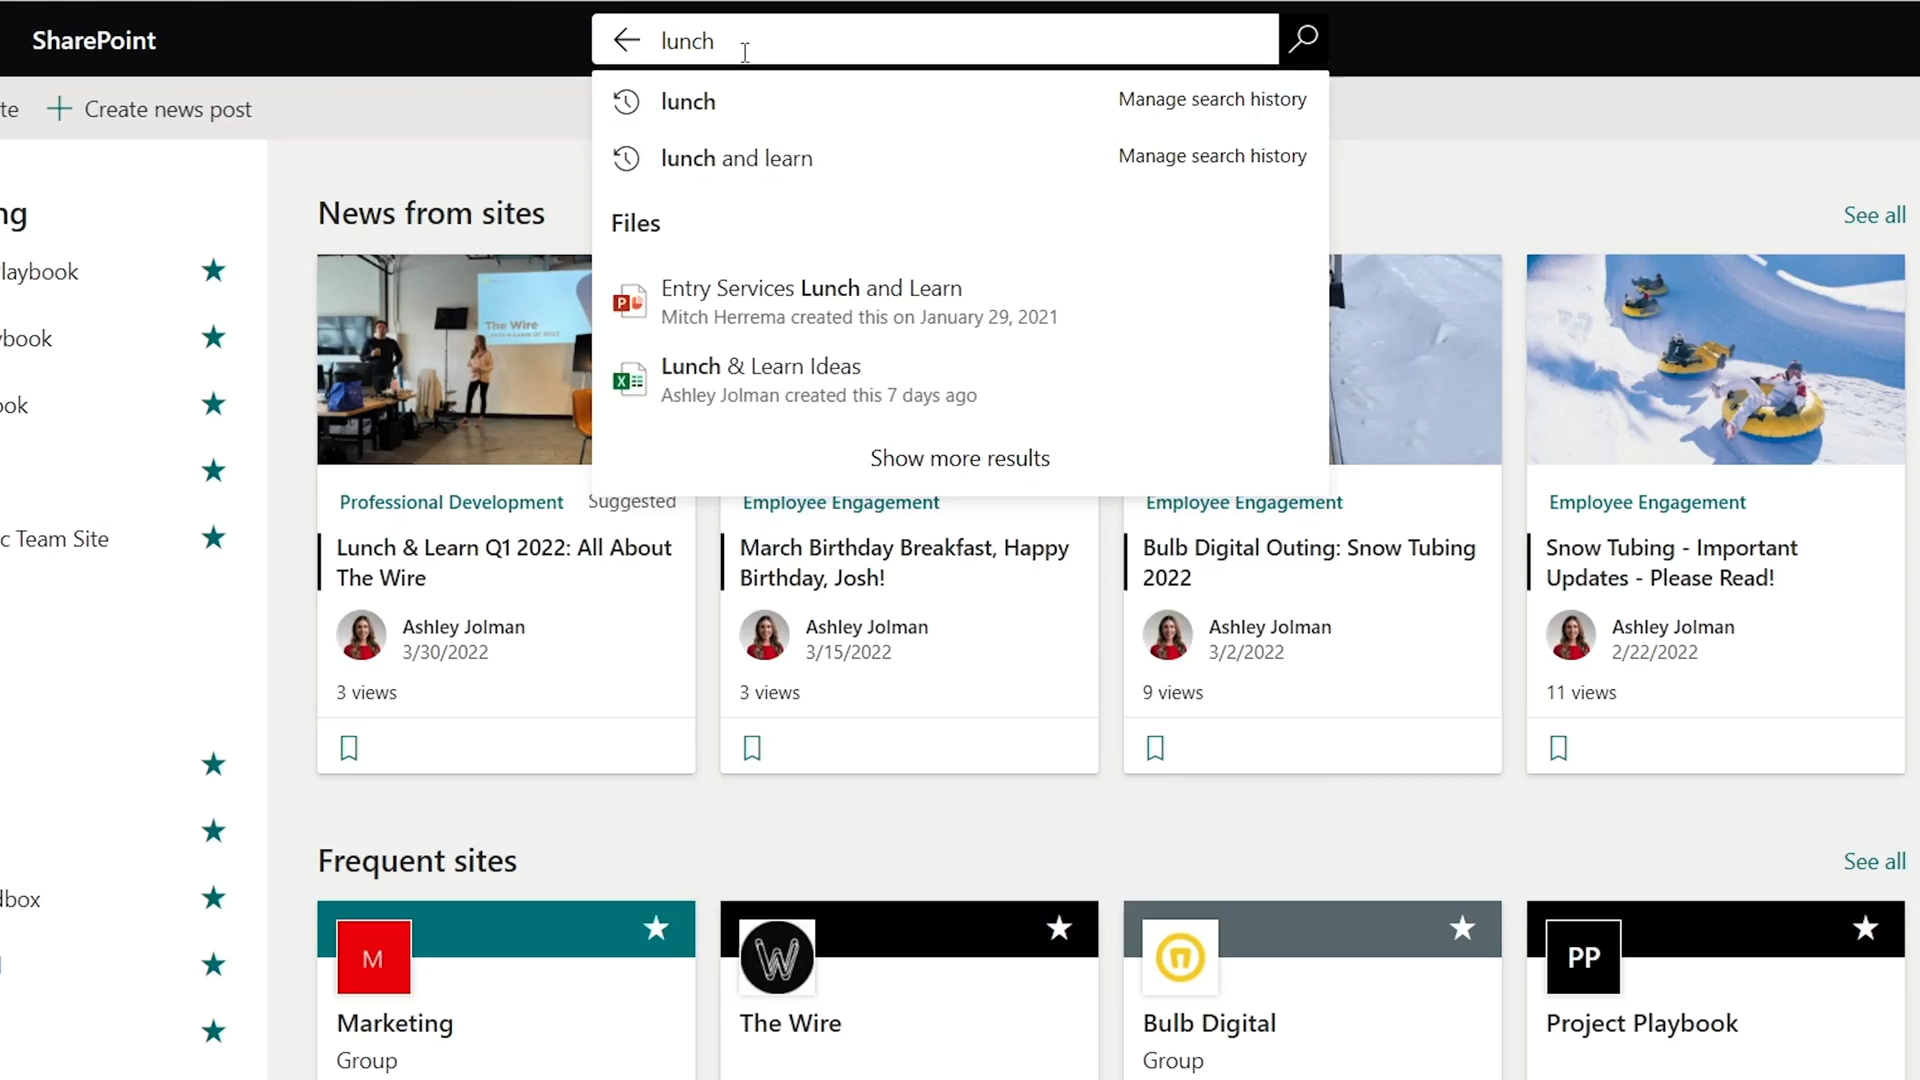 SharePoint
lunch
te
Create news post
lunch
Manage search history
lunch and learn
Manage search history
Files
Entry Services Lunch and Learn
Mitch Herrema created this on January 29, 2021
Lunch & Learn Ideas
Ashley Jolman created this 7 days ago
Show more results
ng
laybook
ybook
ook
c Team Site
dbox
News from sites
See all
The Wire
Professional Development
Suggested
Lunch & Learn Q1 2022: All About
The Wire
Ashley Jolman
3/30/2022
3 views
Employee Engagement
March Birthday Breakfast, Happy
Birthday, Josh!
Ashley Jolman
3/15/2022
3 views
Employee Engagement
Bulb Digital Outing: Snow Tubing
2022
Ashley Jolman
3/2/2022
9 views
Employee Engagement
Snow Tubing - Important
Updates - Please Read!
Ashley Jolman
2/22/2022
11 views
Frequent sites
See all
M
Marketing
Group
W
The Wire
Bulb Digital
Group
PP
Project Playbook